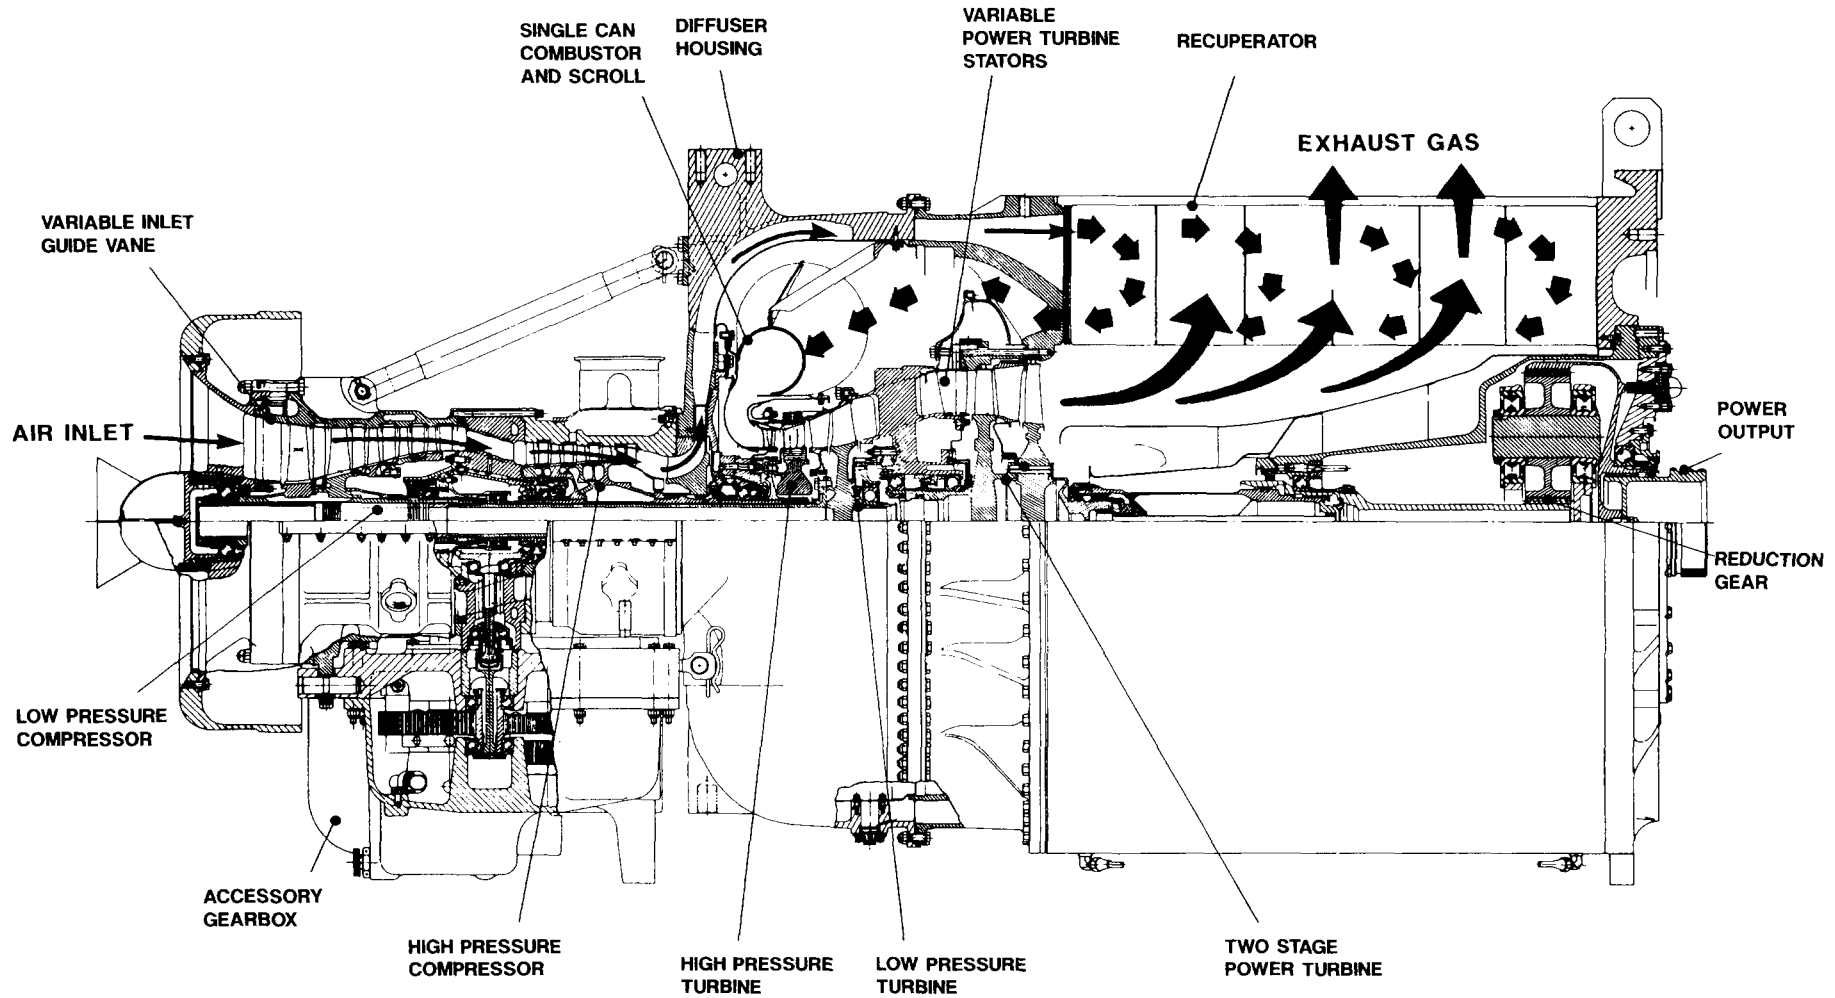 SINGLE CAN
COMBUSTOR
AND SCROLL
DIFFUSER
HOUSING
VARIABLE
POWER TURBINE
STATORS
RECUPERATOR
EXHAUST GAS
VARIABLE INLET
GUIDE VANE
AIR INLET
POWER
OUTPUT
REDUCTION
GEAR
LOW PRESSURE
COMPRESSOR
ACCESSORY
GEARBOX
HIGH PRESSURE
COMPRESSOR
HIGH PRESSURE
TURBINE
LOW PRESSURE
TURBINE
TWO STAGE
POWER TURBINE